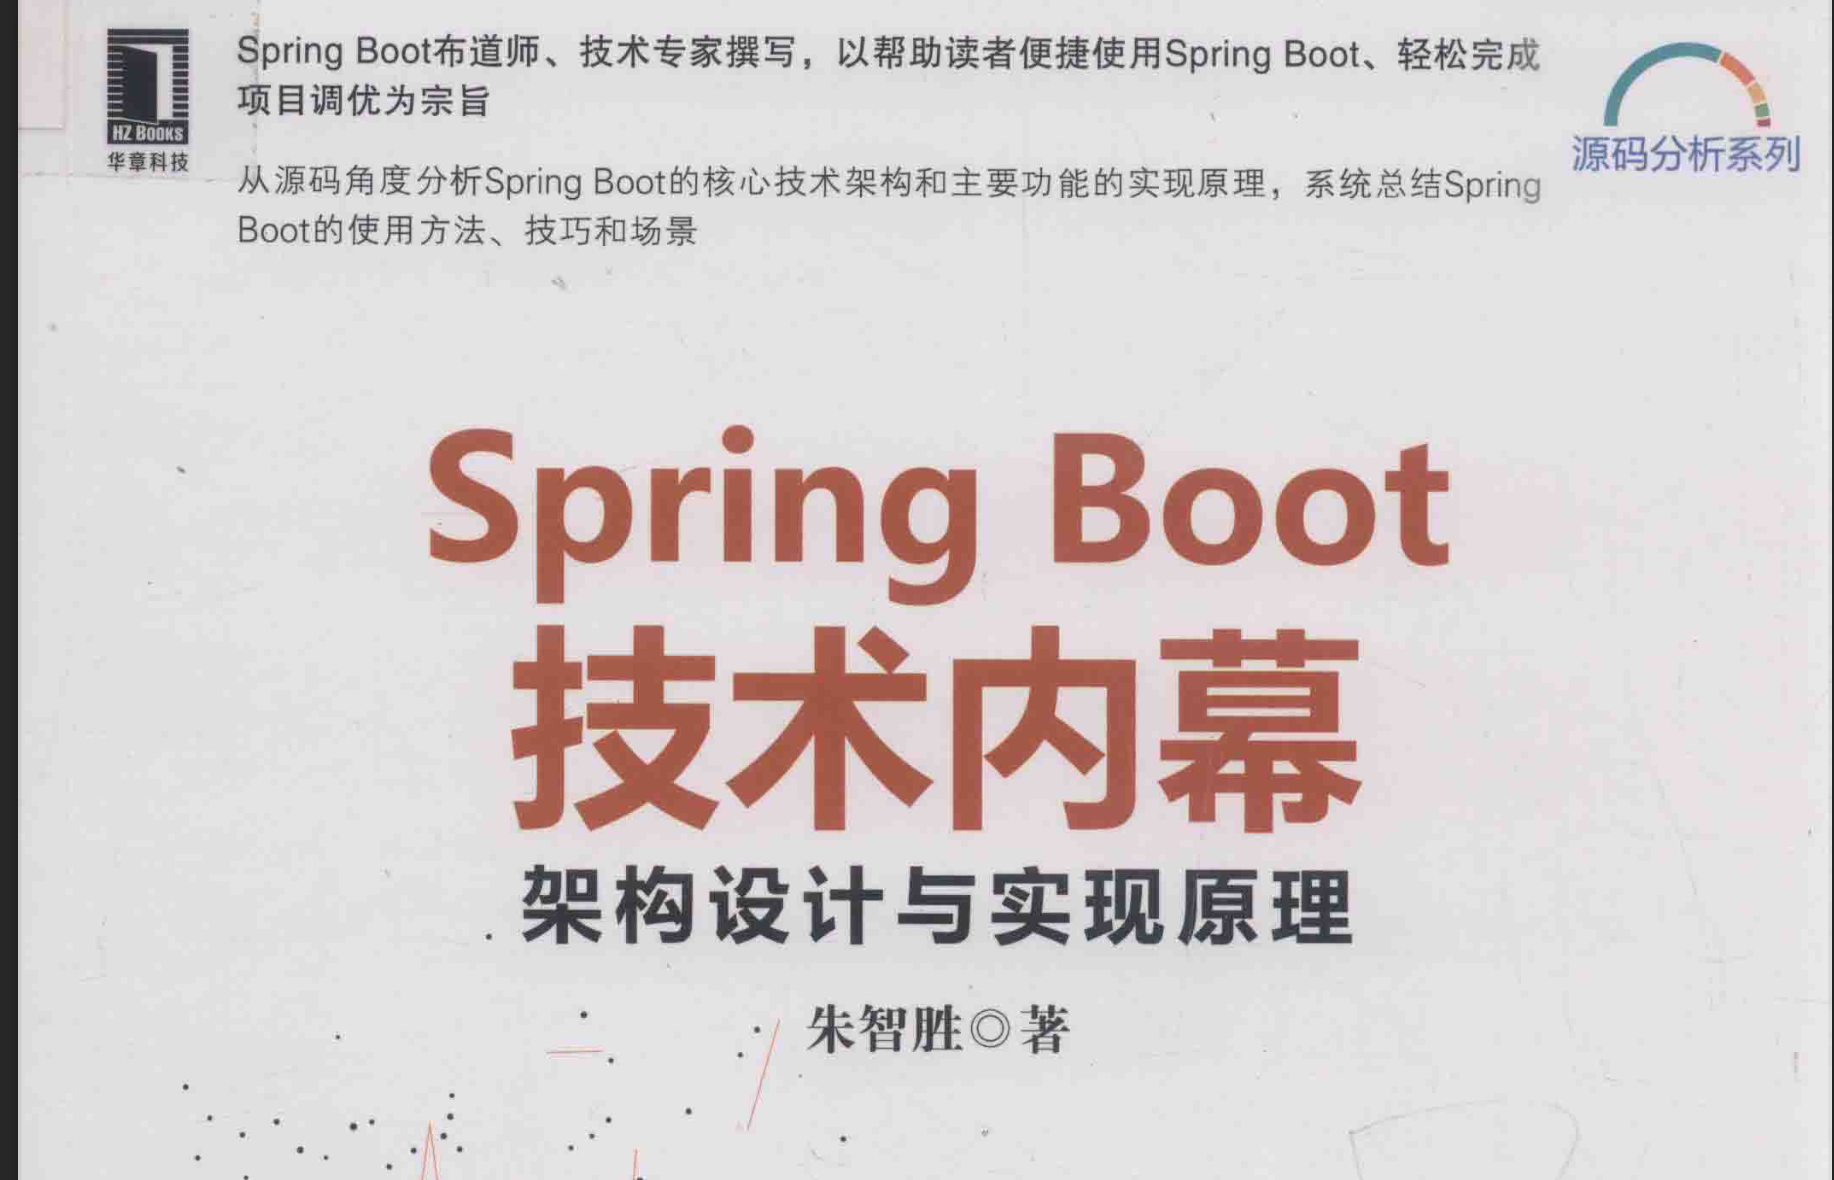 Spring Boot布道师、技术专家撰写，以帮助读者便捷使用Spring Boot、轻松完成
项目调优为宗旨
HZ BOOKS
华章科技
源码分析系列
从源码角度分析Spring Boot的核心技术架构和主要功能的实现原理，系统总结Spring
Boot的使用方法、技巧和场景
Spring Boot
技术内幕
架构设计与实现原理
朱智胜◎著